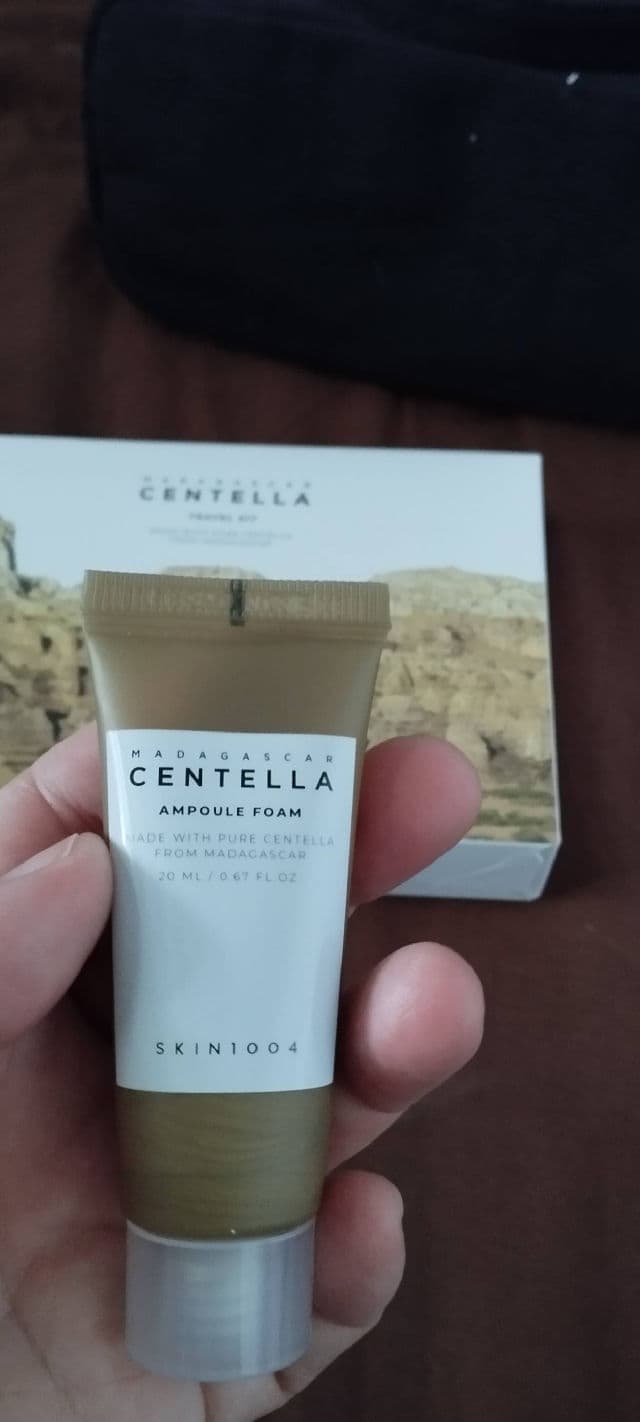 MADAGASCAR
CENTELLA
TRAVEL KIT
MADAGASCAR
CENTELLA
AMPOULE FOAM
MADE WITH PURE CENTELLA
FROM MADAGASCAR
20 ML / 0.67 FL.OZ
SKIN1004